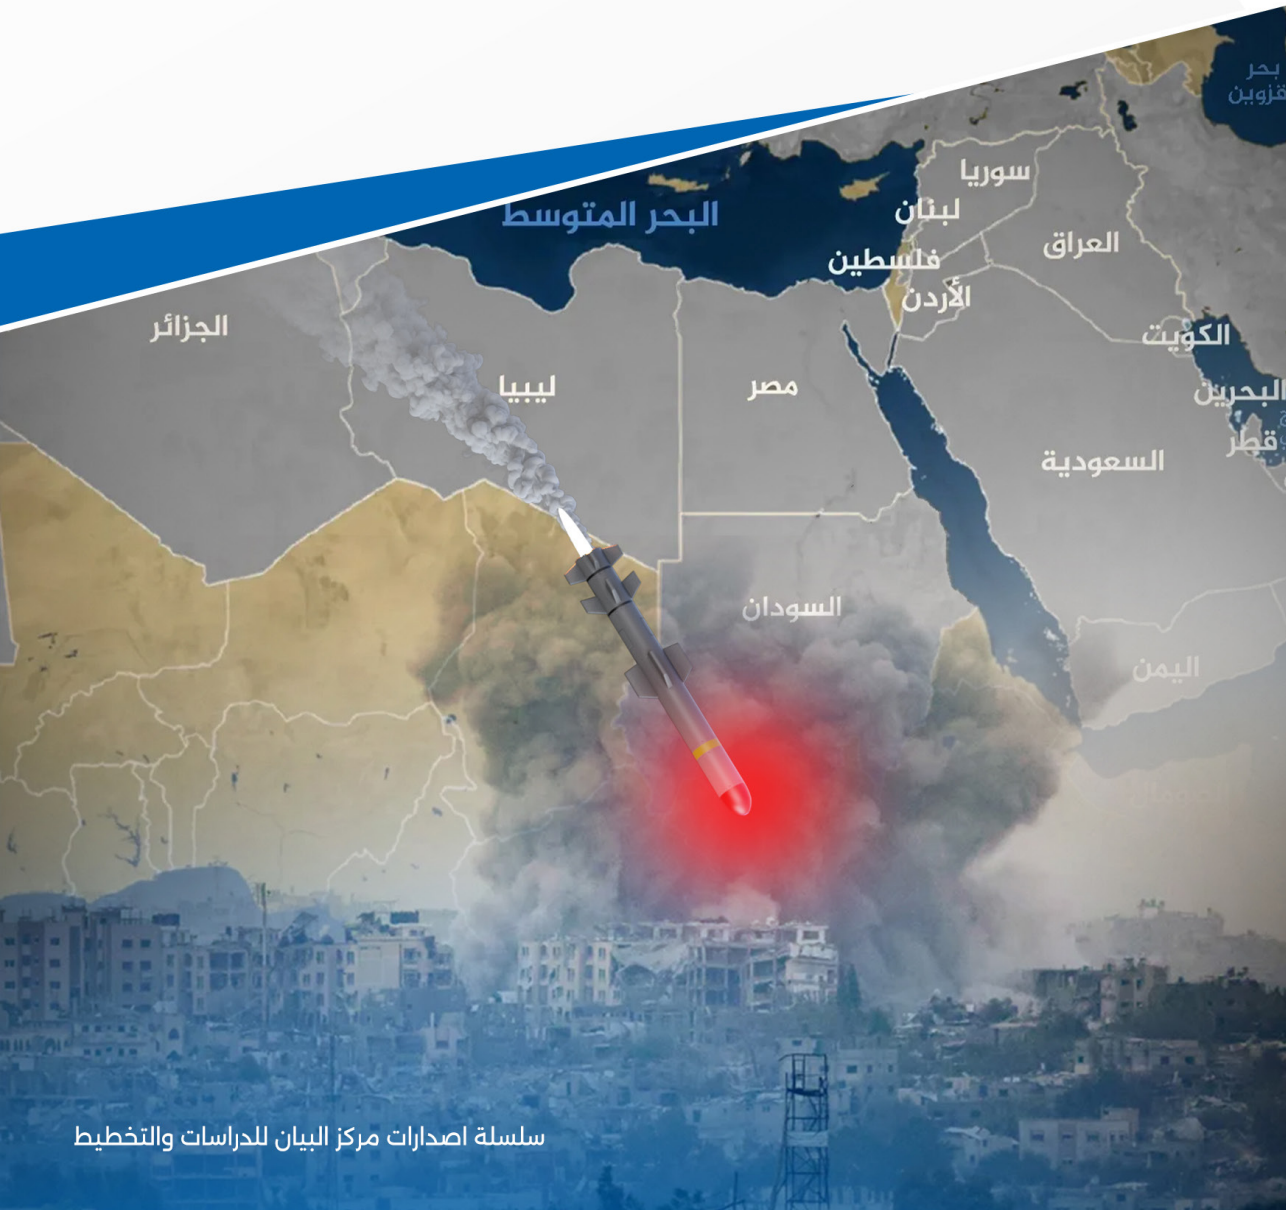 بحر
قزوين
سوريا
البحر المتوسط
لبنان
العراق
فلسطين
الأردن
الجزائر
الكويت
ليبيا
مصر
البحرين
قطر
السعودية
السودان
اليمن
سلسلة اصدارات مركز البيان للدراسات والتخطيط